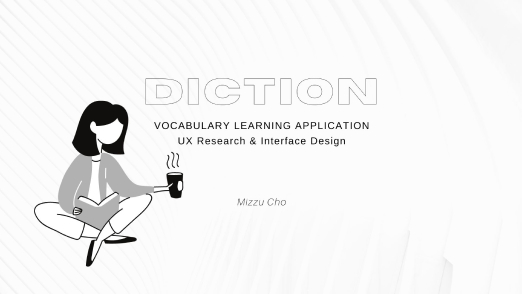 DICTION
VOCABULARY LEARNING APPLICATION
UX Research & Interface Design
Mizzu Cho